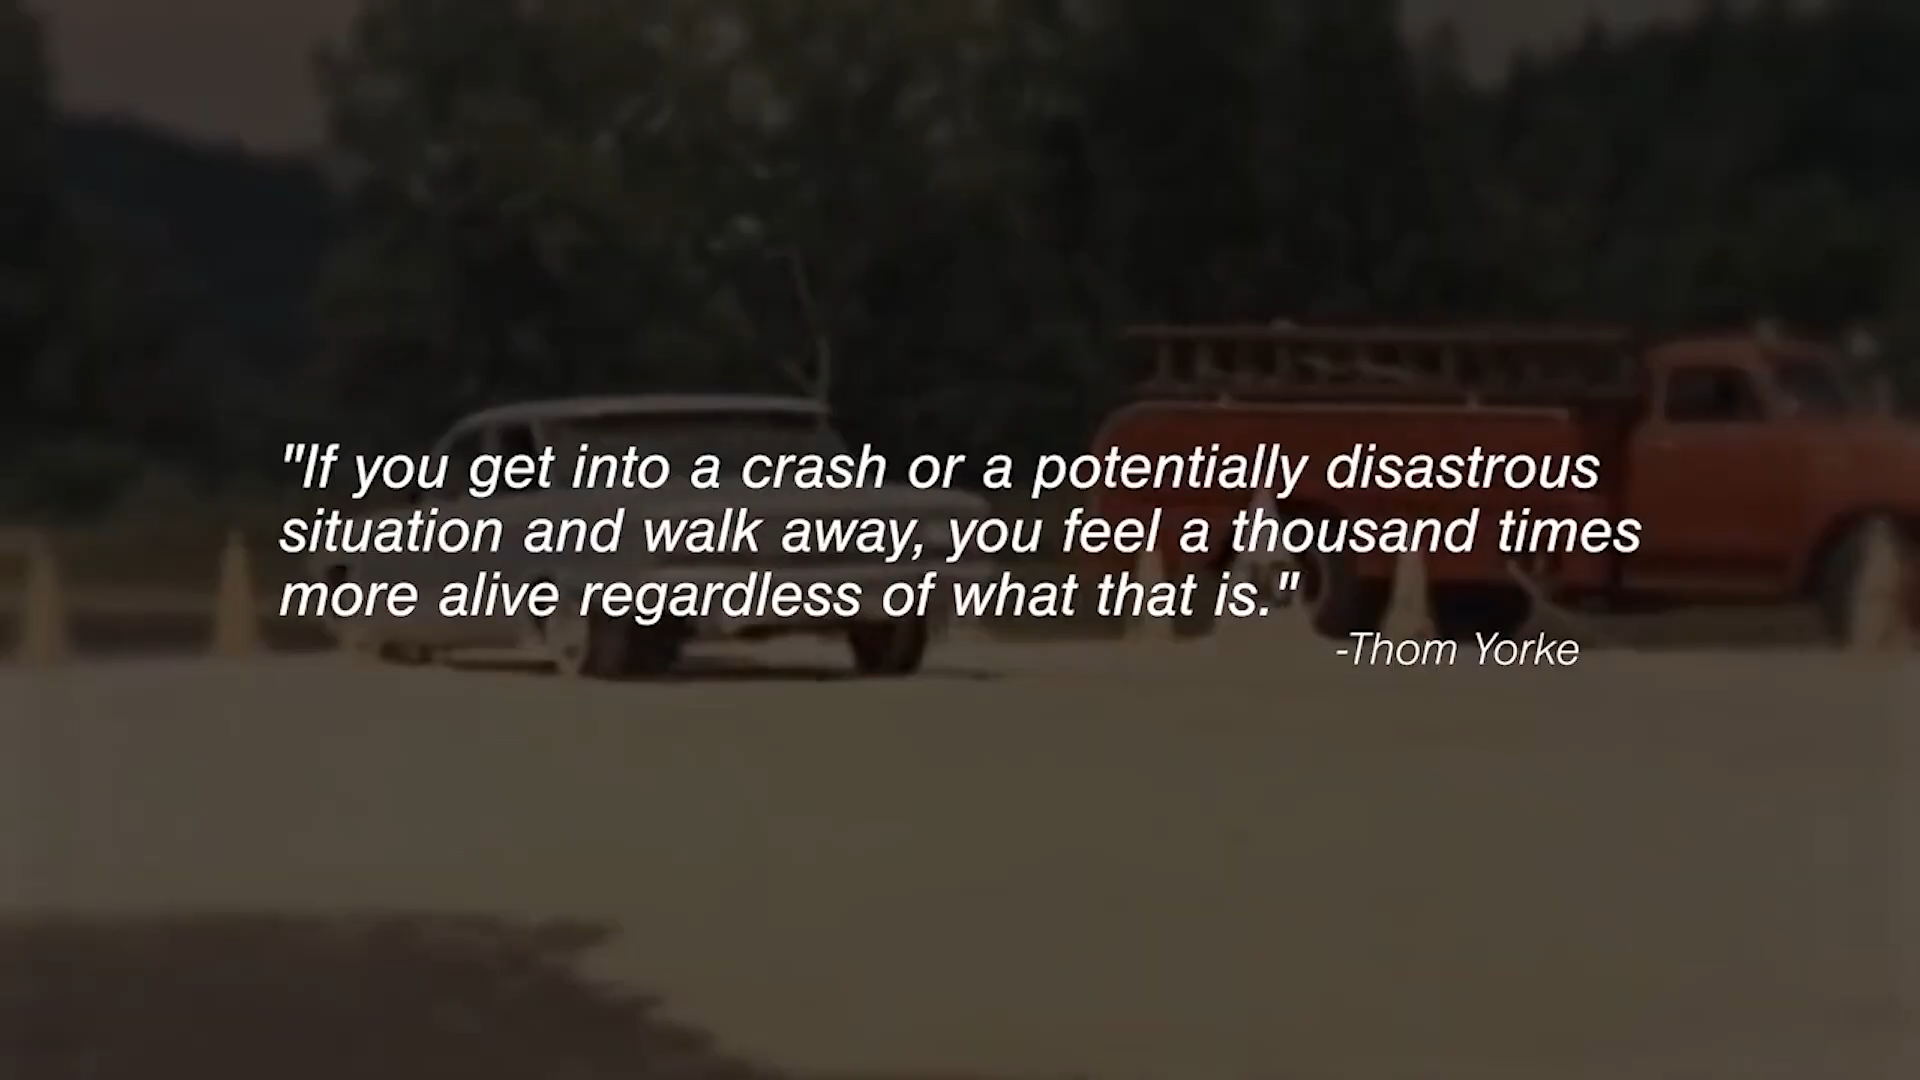 "If you get into a crash or a potentially disastrous
situation and walk away, you feel a thousand times
more alive regardless of what that is."
-Thom Yorke